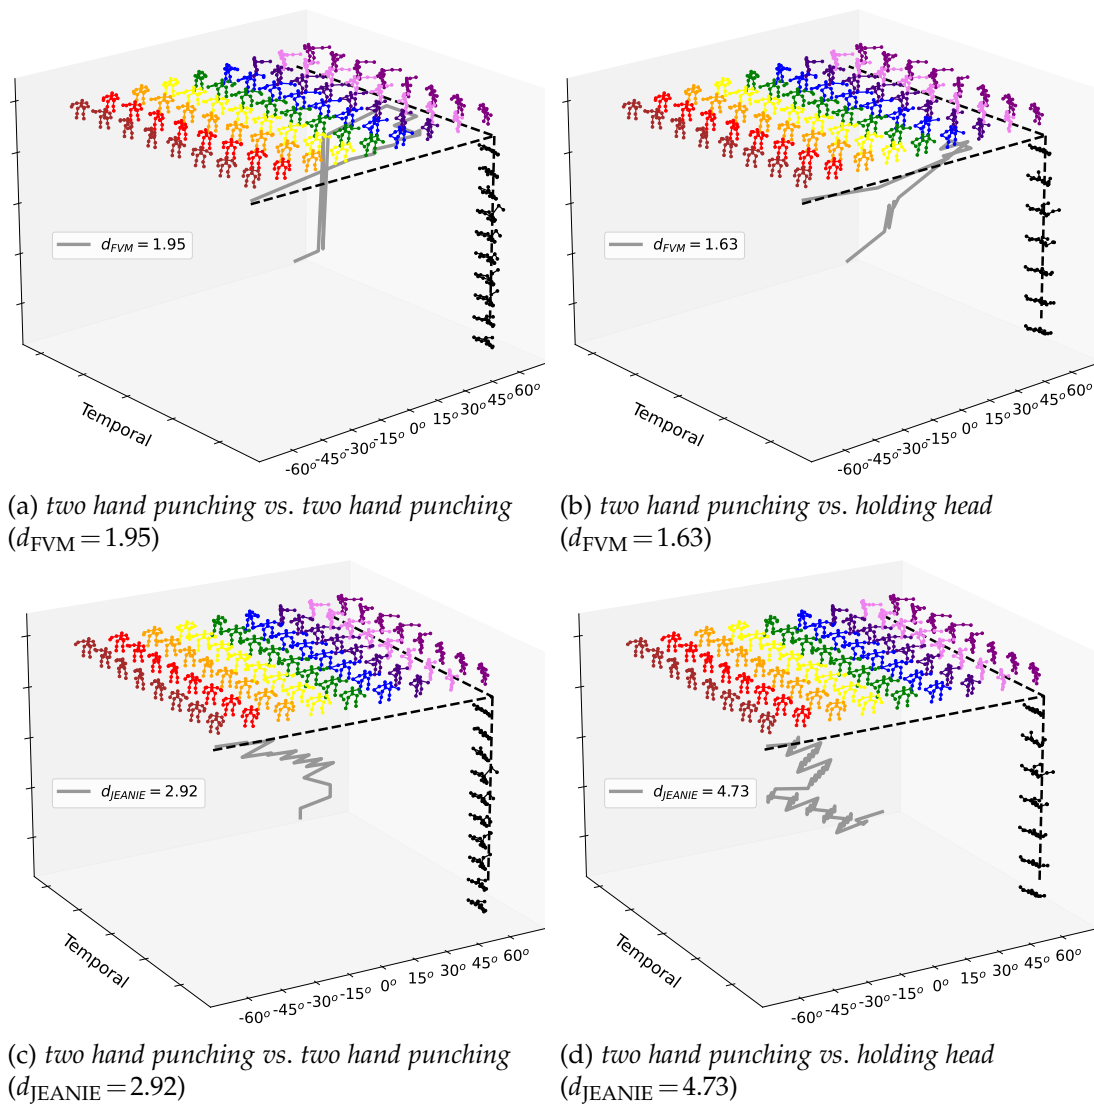 d_FVM = 1.95
Temporal
-60° -45° -30° -15° 0° 15° 30° 45° 60°
d_FVM = 1.63
Temporal
-60° -45° -30° -15° 0° 15° 30° 45° 60°
(a) two hand punching vs. two hand punching
(d_FVM = 1.95)
(b) two hand punching vs. holding head
(d_FVM = 1.63)
d_JEANIE = 2.92
Temporal
-60° -45° -30° -15° 0° 15° 30° 45° 60°
d_JEANIE = 4.73
Temporal
-60° -45° -30° -15° 0° 15° 30° 45° 60°
(c) two hand punching vs. two hand punching
(d_JEANIE = 2.92)
(d) two hand punching vs. holding head
(d_JEANIE = 4.73)